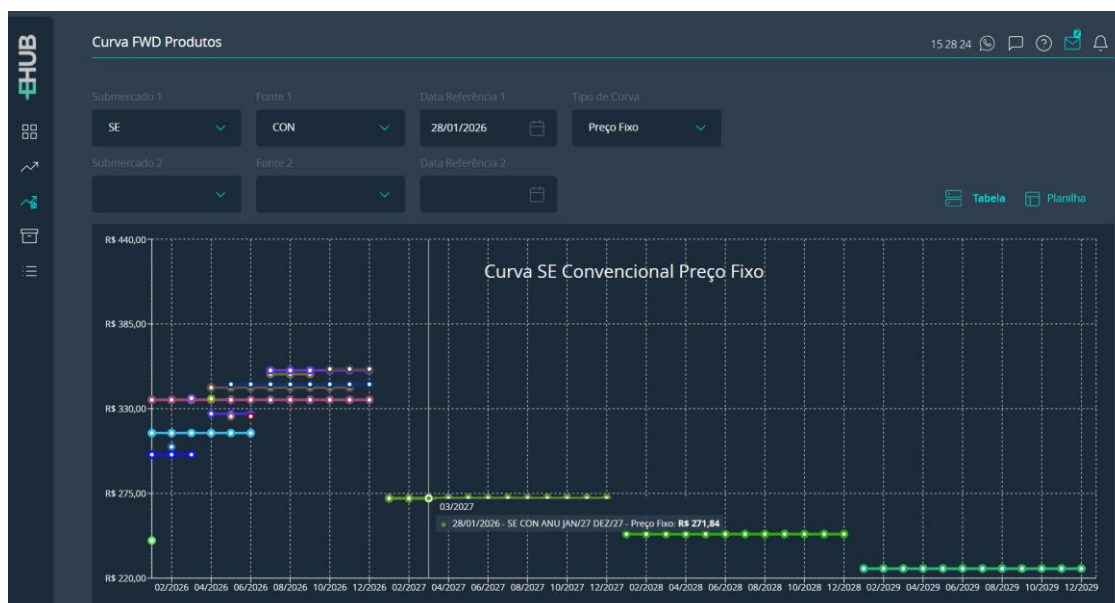 EHUB
Curva FWD Produtos
15 28 24
Submercado 1 Fonte 1 Data Referência 1 Tipo de Curva
SE CON 28/01/2026 Preço Fixo
Submercado 2 Fonte 2 Data Referência 2
Tabela Planilha
R$ 440,00
Curva SE Convencional Preço Fixo
R$ 385,00
R$ 330,00
R$ 275,00
03/2027
28/01/2026 - SE CON ANU JAN/27 DEZ/27 - Preço Fixo: R$ 271,84
R$ 220,00
02/2026 04/2026 06/2026 08/2026 10/2026 12/2026 02/2027 04/2027 06/2027 08/2027 10/2027 12/2027 02/2028 04/2028 06/2028 08/2028 10/2028 12/2028 02/2029 04/2029 06/2029 08/2029 10/2029 12/2029